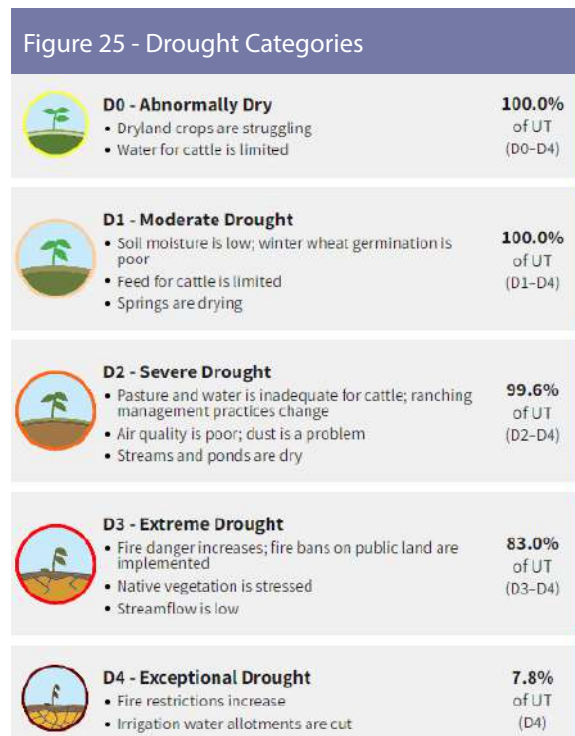 Figure 25 - Drought Categories
D0 - Abnormally Dry
• Dryland crops are struggling
• Water for cattle is limited
100.0%
of UT
(D0–D4)
D1 - Moderate Drought
• Soil moisture is low; winter wheat germination is
poor
• Feed for cattle is limited
• Springs are drying
100.0%
of UT
(D1–D4)
D2 - Severe Drought
• Pasture and water is inadequate for cattle; ranching
management practices change
• Air quality is poor; dust is a problem
• Streams and ponds are dry
99.6%
of UT
(D2–D4)
D3 - Extreme Drought
• Fire danger increases; fire bans on public land are
implemented
• Native vegetation is stressed
• Streamflow is low
83.0%
of UT
(D3–D4)
D4 - Exceptional Drought
• Fire restrictions increase
• Irrigation water allotments are cut
7.8%
of UT
(D4)